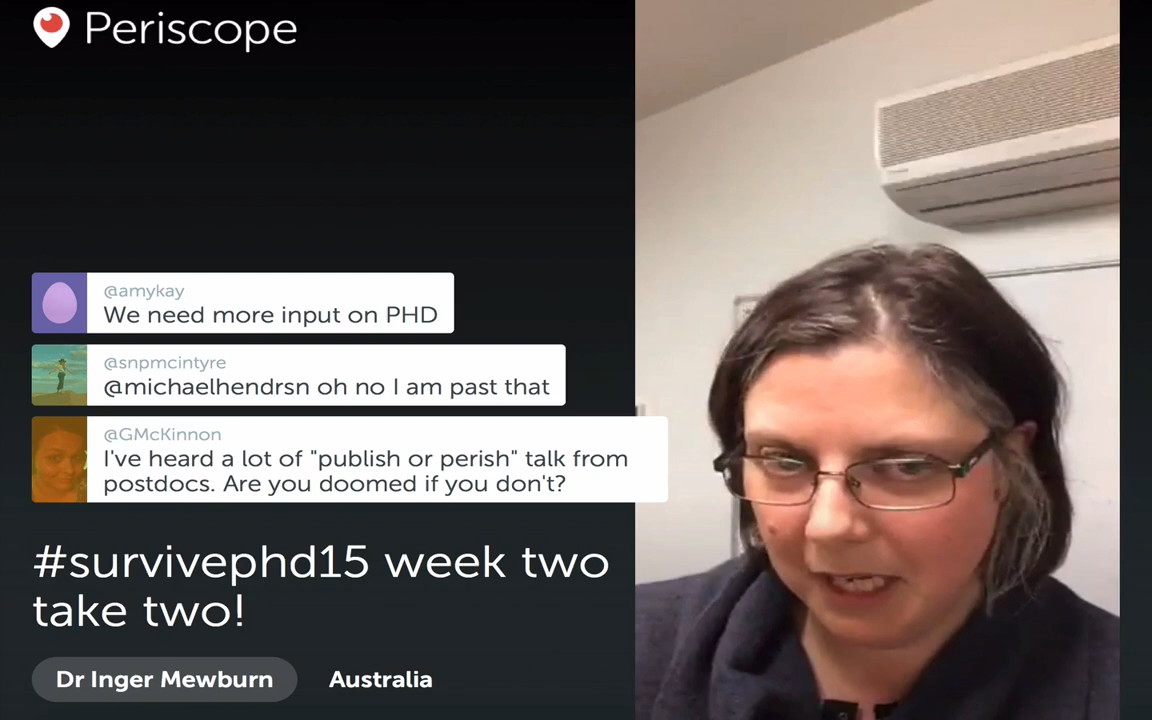 Periscope
@amykay
We need more input on PHD
@snpmcintyre
@michaelhendrsn oh no I am past that
@GMcKinnon
I've heard a lot of "publish or perish" talk from
postdocs. Are you doomed if you don't?
#survivephd15 week two
take two!
Dr Inger Mewburn
Australia